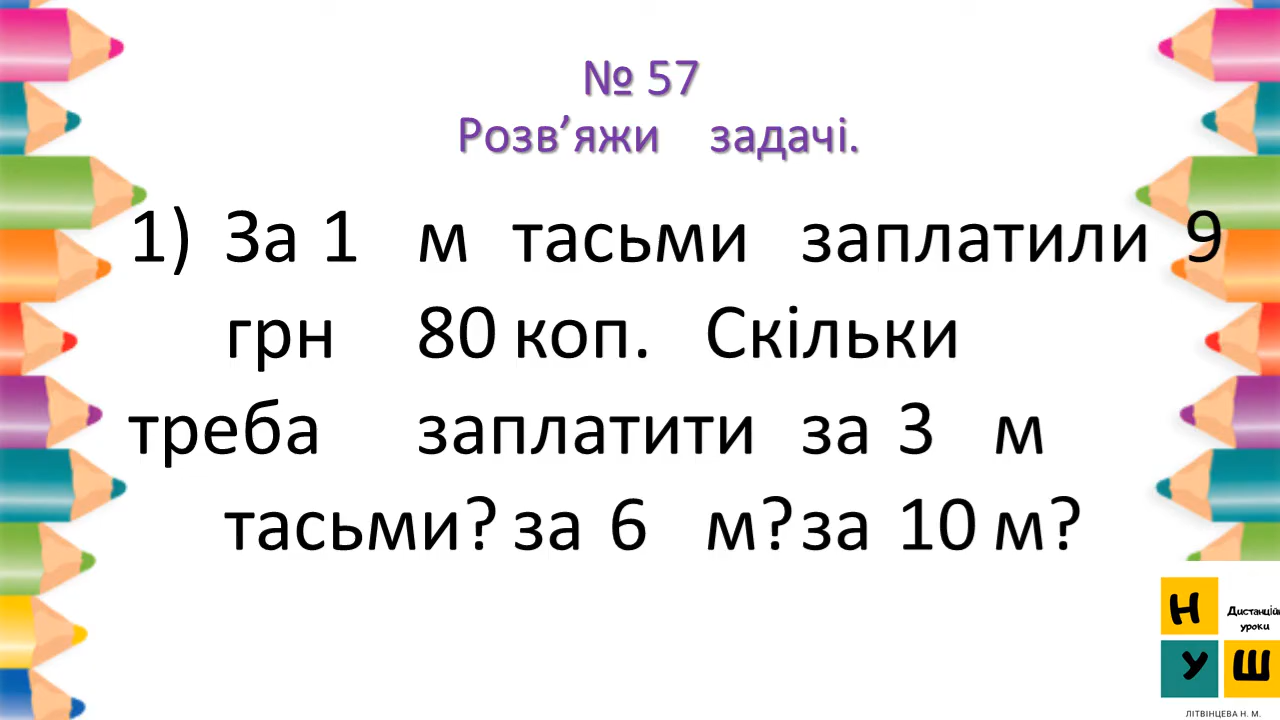 № 57
Розв’яжи задачі.
1) За 1 м тасьми заплатили 9
грн 80 коп. Скільки
треба заплатити за 3 м
тасьми? за 6 м? за 10 м?
Н
Дистанційн
уроки
У Ш
ЛІТВІНЦЕВА Н. М.